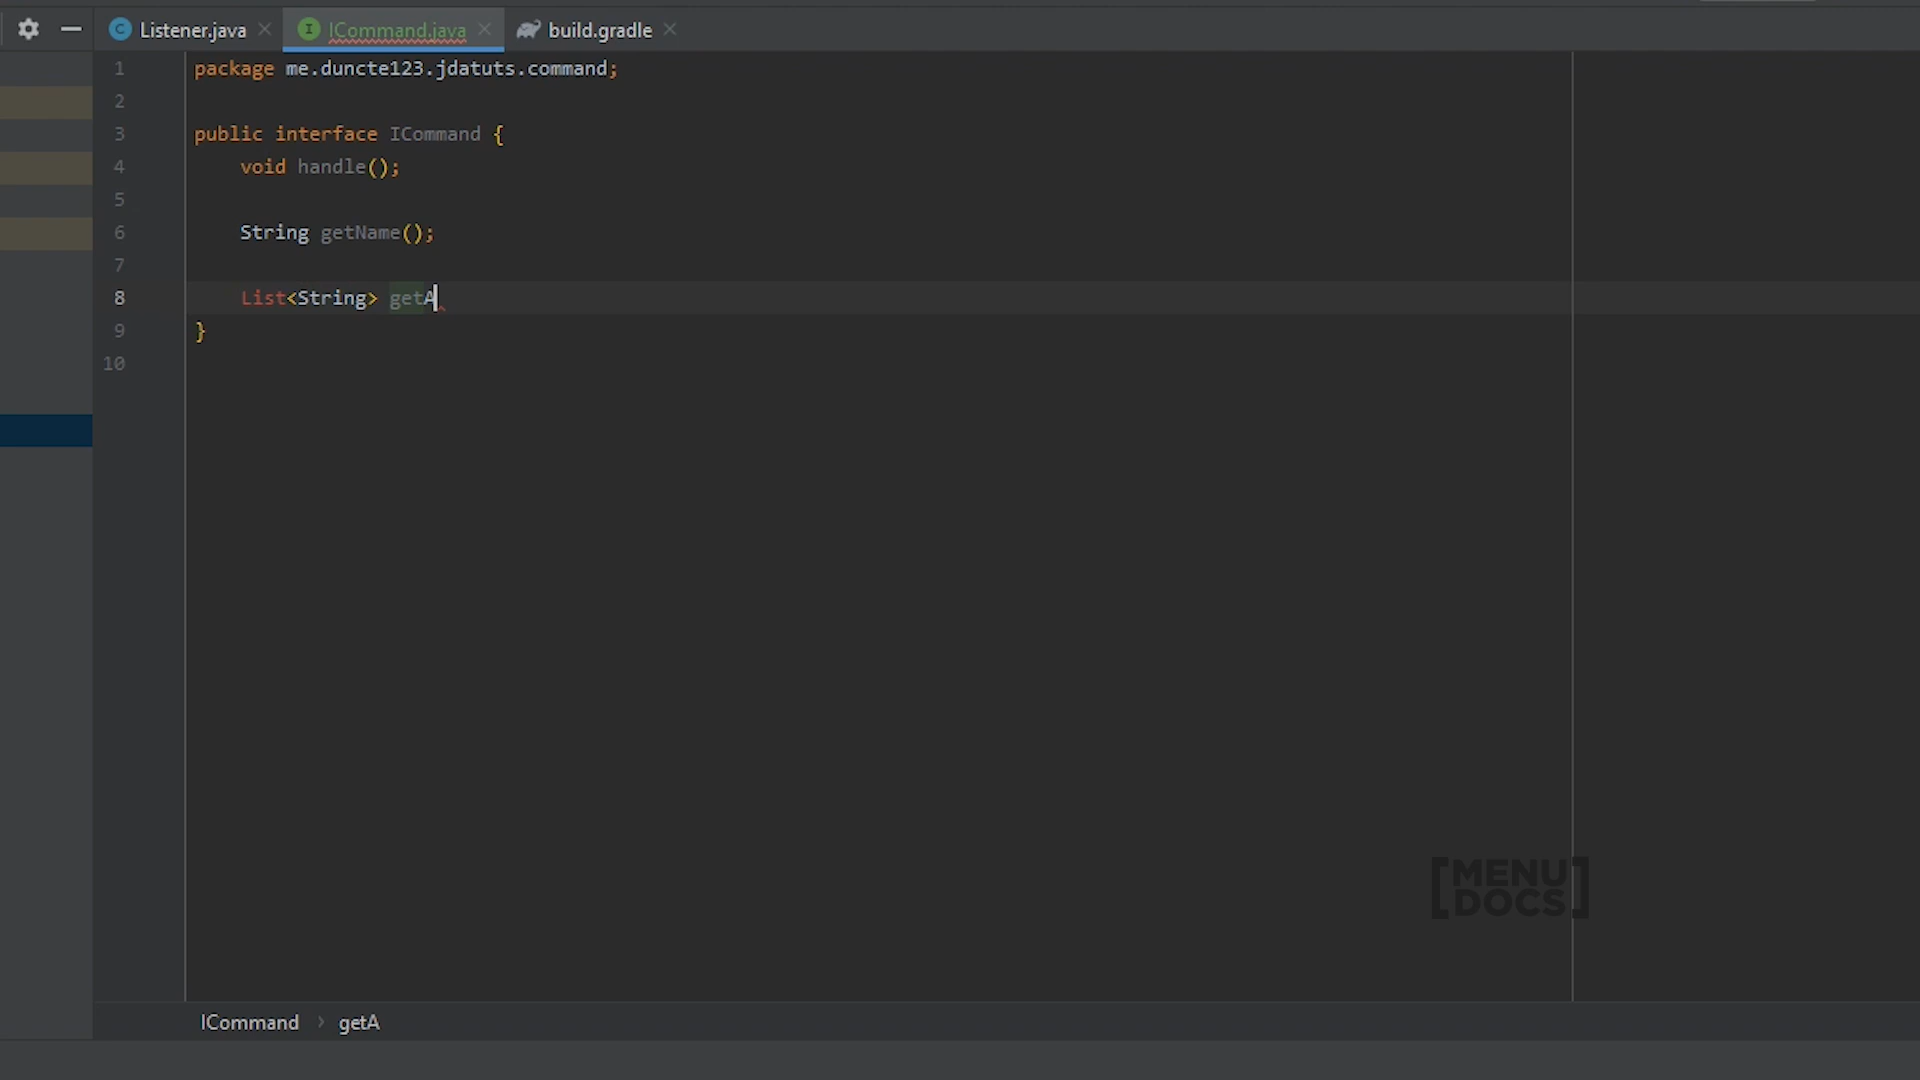 Listener.java ICommand.java build.gradle
1 package me.duncte123.jdatuts.command;
2
3 public interface ICommand {
4 void handle();
5
6 String getName();
7
8 List<String> getA
9 }
10
[MENU
DOCS]
ICommand › getA